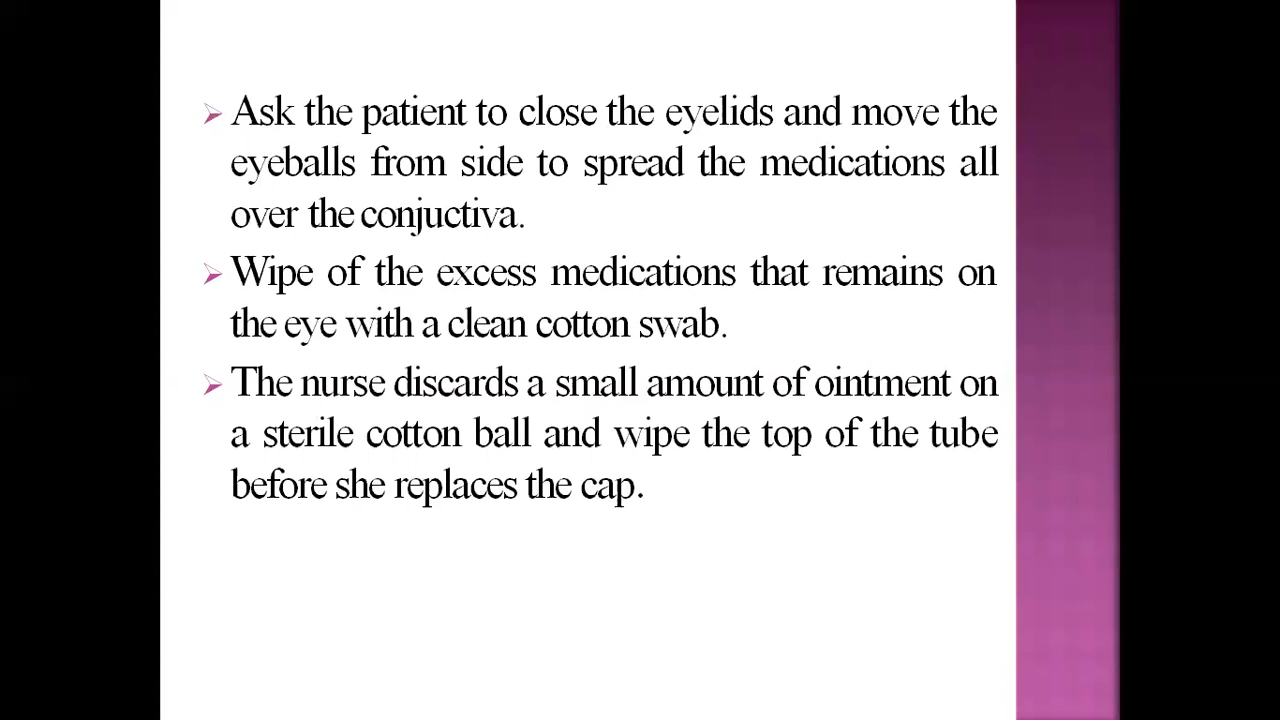 Ask the patient to close the eyelids and move the
eyeballs from side to spread the medications all
over the conjuctiva.
Wipe of the excess medications that remains on
the eye with a clean cotton swab.
The nurse discards a small amount of ointment on
a sterile cotton ball and wipe the top of the tube
before she replaces the cap.